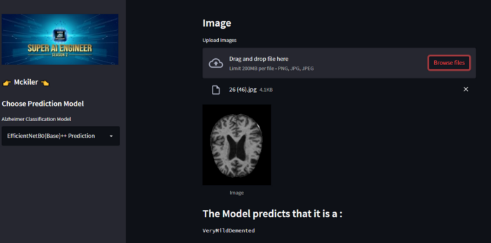 SUPER AI ENGINEER
Mckiler
Choose Prediction Model
Alzheimer Classification Model
EfficientNetB0(Base)++ Prediction
Image
Upload Images
Drag and drop file here
Limit 200MB per file • PNG, JPG, JPEG
Browse files
26 (46).jpg 4.1KB
Image
The Model predicts that it is a :
VeryMildDemented